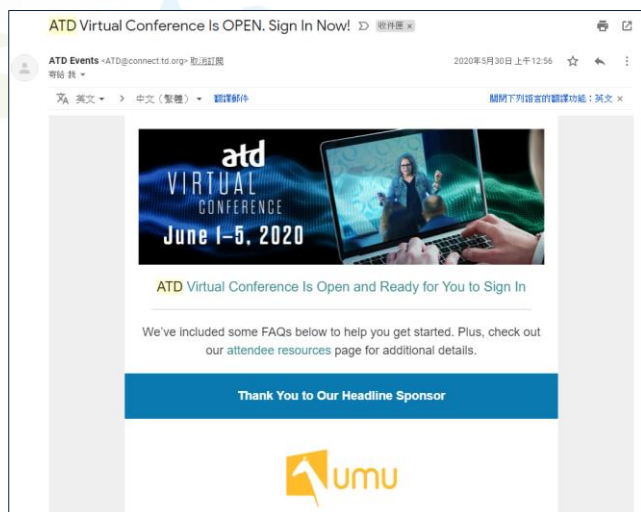 ATD Virtual Conference Is OPEN. Sign In Now! 收件匣 ×
ATD Events <ATD@connect.td.org> 取消訂閱 2020年5月30日 上午12:56
寄給 我
英文 > 中文（繁體） 翻譯郵件 關閉下列語言的翻譯功能：英文 ×
atd
VIRTUAL
CONFERENCE
June 1–5, 2020
ATD Virtual Conference Is Open and Ready for You to Sign In
We've included some FAQs below to help you get started. Plus, check out
our attendee resources page for additional details.
Thank You to Our Headline Sponsor
umu